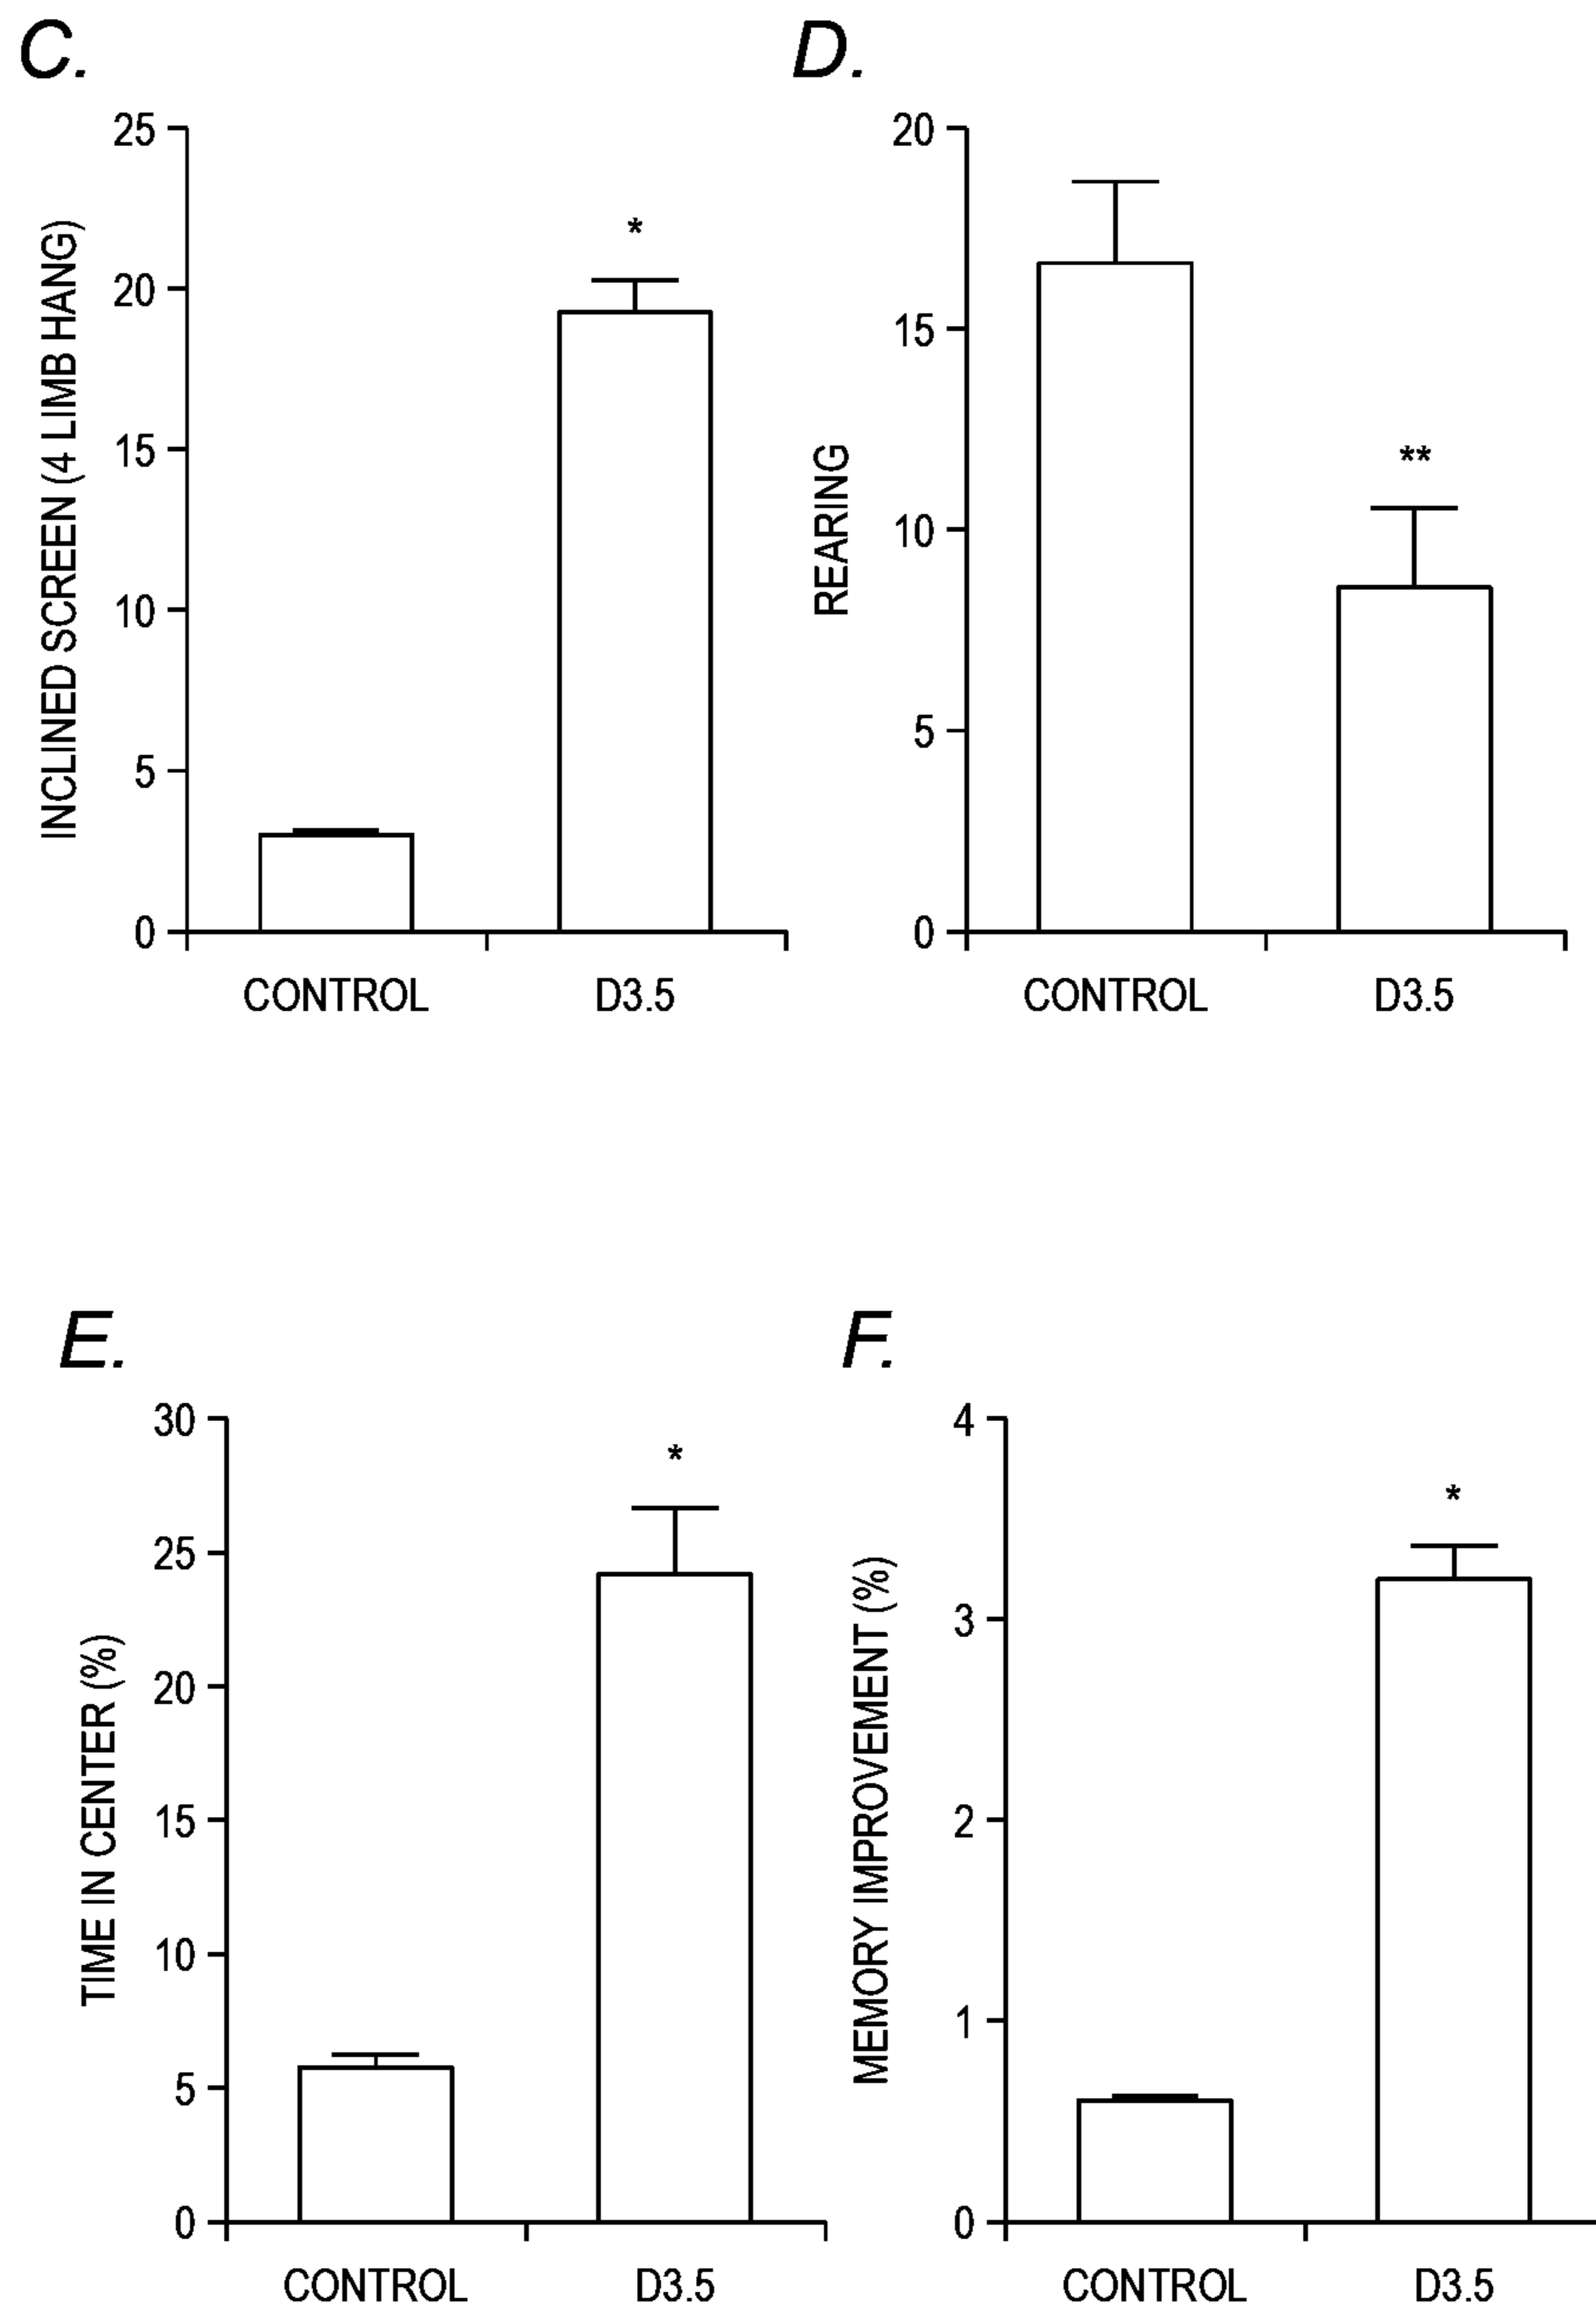 C.
INCLINED SCREEN (4 LIMB HANG)
25
20
15
10
5
0
*
CONTROL D3.5
D.
REARING
20
15
10
5
0
**
CONTROL D3.5
E.
TIME IN CENTER (%)
30
25
20
15
10
5
0
*
CONTROL D3.5
F.
MEMORY IMPROVEMENT (%)
4
3
2
1
0
*
CONTROL D3.5